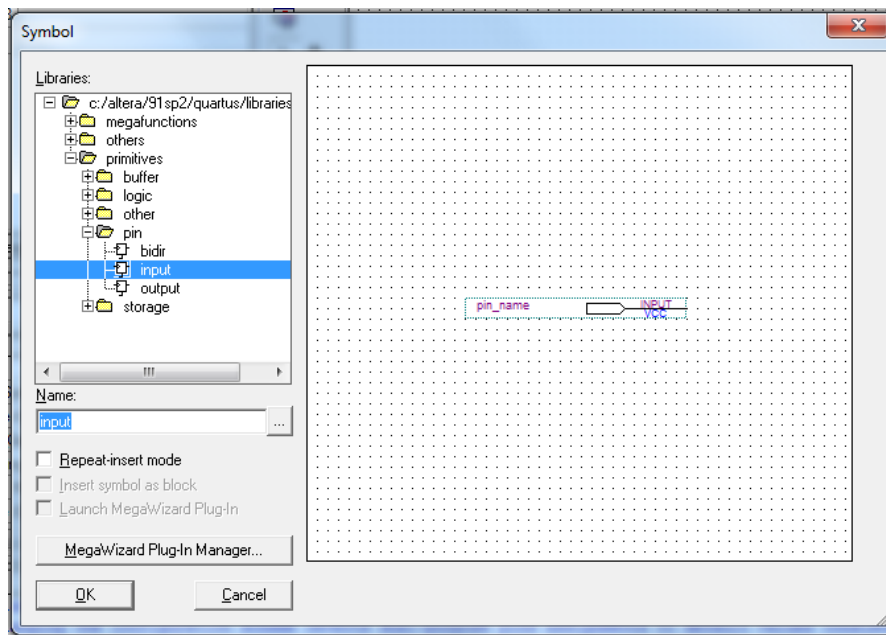 Symbol
Libraries:
c:/altera/91sp2/quartus/libraries
megafunctions
others
primitives
buffer
logic
other
pin
bidir
input
output
storage
Name:
input
...
Repeat-insert mode
Insert symbol as block
Launch MegaWizard Plug-In
MegaWizard Plug-In Manager...
OK
Cancel
pin_name
INPUT
VCC